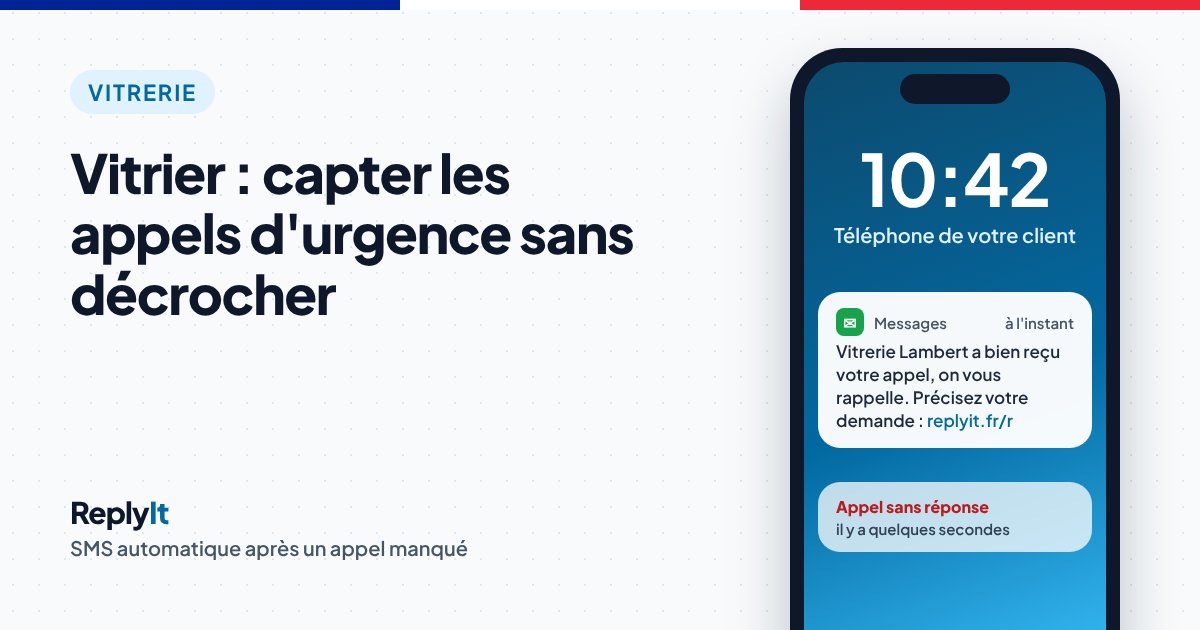 VITRERIE
Vitrier : capter les
appels d'urgence sans
décrocher
ReplyIt
SMS automatique après un appel manqué
10:42
Téléphone de votre client
Messages à l'instant
Vitrerie Lambert a bien reçu
votre appel, on vous
rappelle. Précisez votre
demande : replyit.fr/r
Appel sans réponse
il y a quelques secondes